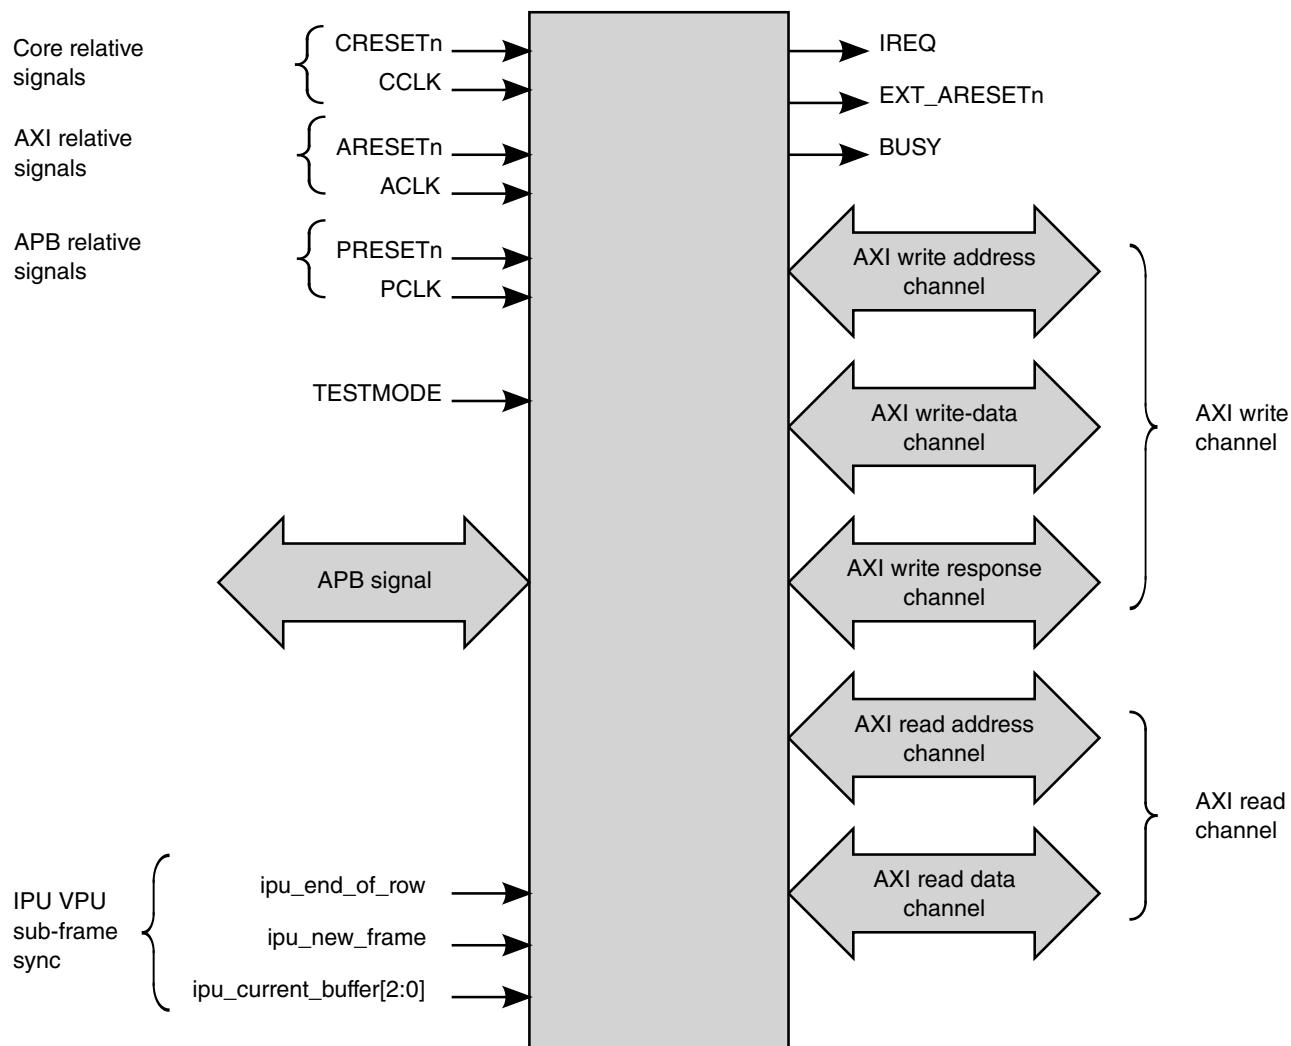 Core relative
signals
CRESETn
CCLK
AXI relative
signals
ARESETn
ACLK
APB relative
signals
PRESETn
PCLK
TESTMODE
APB signal
IPU VPU
sub-frame
sync
ipu_end_of_row
ipu_new_frame
ipu_current_buffer[2:0]
IREQ
EXT_ARESETn
BUSY
AXI write address
channel
AXI write-data
channel
AXI write response
channel
AXI write
channel
AXI read address
channel
AXI read data
channel
AXI read
channel